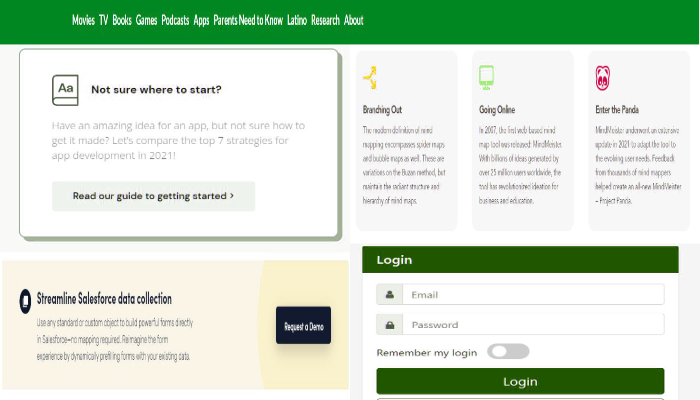 Movies TV Books Games Podcasts Apps Parents Need to Know Latino Research About
Aa
Not sure where to start?
Have an amazing idea for an app, but not sure how to
get it made? Let's compare the top 7 strategies for
app development in 2021!
Read our guide to getting started >
Branching Out
The modern definition of mind
mapping encompasses spider maps
and bubble maps as well. These are
variations on the Buzan method, but
maintain the radiant structure and
hierarchy of mind maps.
Going Online
In 2007, the first web-based mind
map tool was released: MindMeister.
With billions of ideas generated by
over 25 million users worldwide, the
tool has revolutionized ideation for
business and education.
Enter the Panda
MindMeister underwent an extensive
update in 2021 to adapt the tool to
the evolving user needs. Feedback
from thousands of mind mappers
helped create an all-new MindMeister
– Project Panda.
Streamline Salesforce data collection
Use any standard or custom object to build powerful forms directly
in Salesforce—no mapping required. Reimagine the form
experience by dynamically prefilling forms with your existing data.
Request a Demo
Login
Email
Password
Remember my login
Login